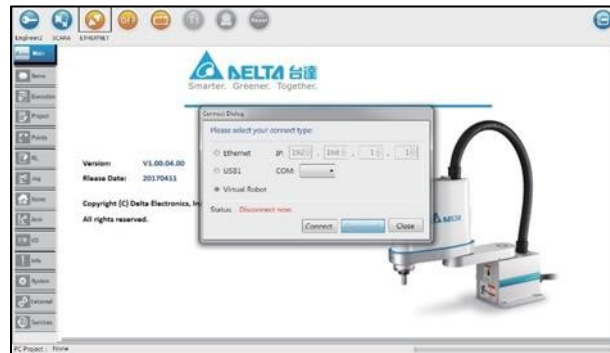 Engineer2 SCARA ETHERNET
OFF
Reset
Main
Servo
Execution
Project
Points
RL
Jog
Home
Axis
I/O
Info
System
External
Services
DELTA 台達
Smarter. Greener. Together.
Connect Dialog
Please select your connect type:
Ethernet IP: 192 . 168 . 1 . 1
USB1 COM:
Virtual Robot
Status: Disconnect now.
Connect Close
Version: V1.00.04.00
Rlease Date: 20170411
Copyright (C) Delta Electronics,
All rights reserved.
DELTA
PC Project : None